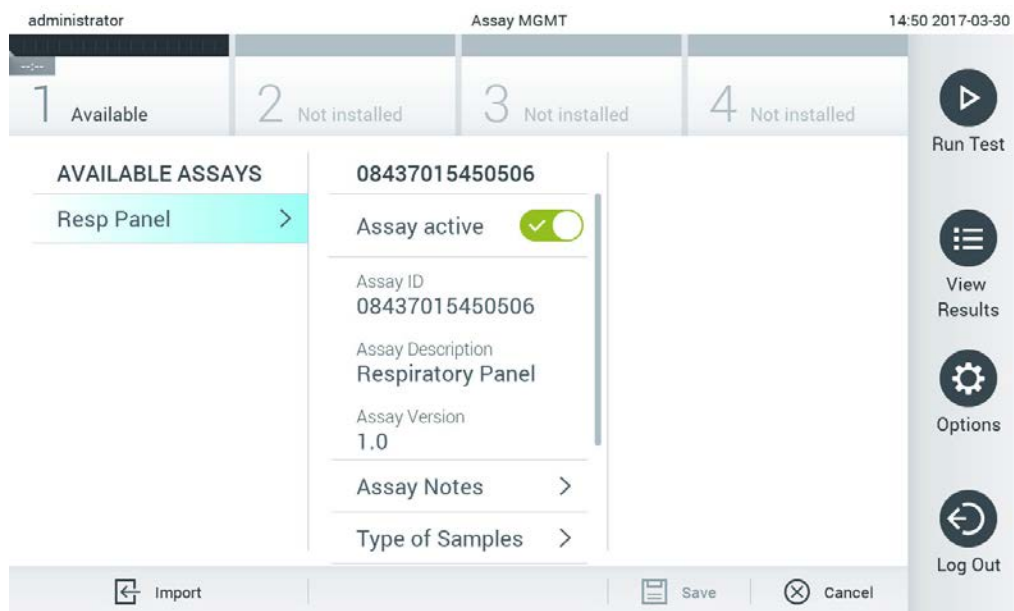 administrator
Assay MGMT
14:50 2017-03-30
--:--
1 Available
2 Not installed
3 Not installed
4 Not installed
Run Test
View
Results
Options
Log Out
AVAILABLE ASSAYS
Resp Panel
08437015450506
Assay active
Assay ID
08437015450506
Assay Description
Respiratory Panel
Assay Version
1.0
Assay Notes
Type of Samples
Import
Save
Cancel